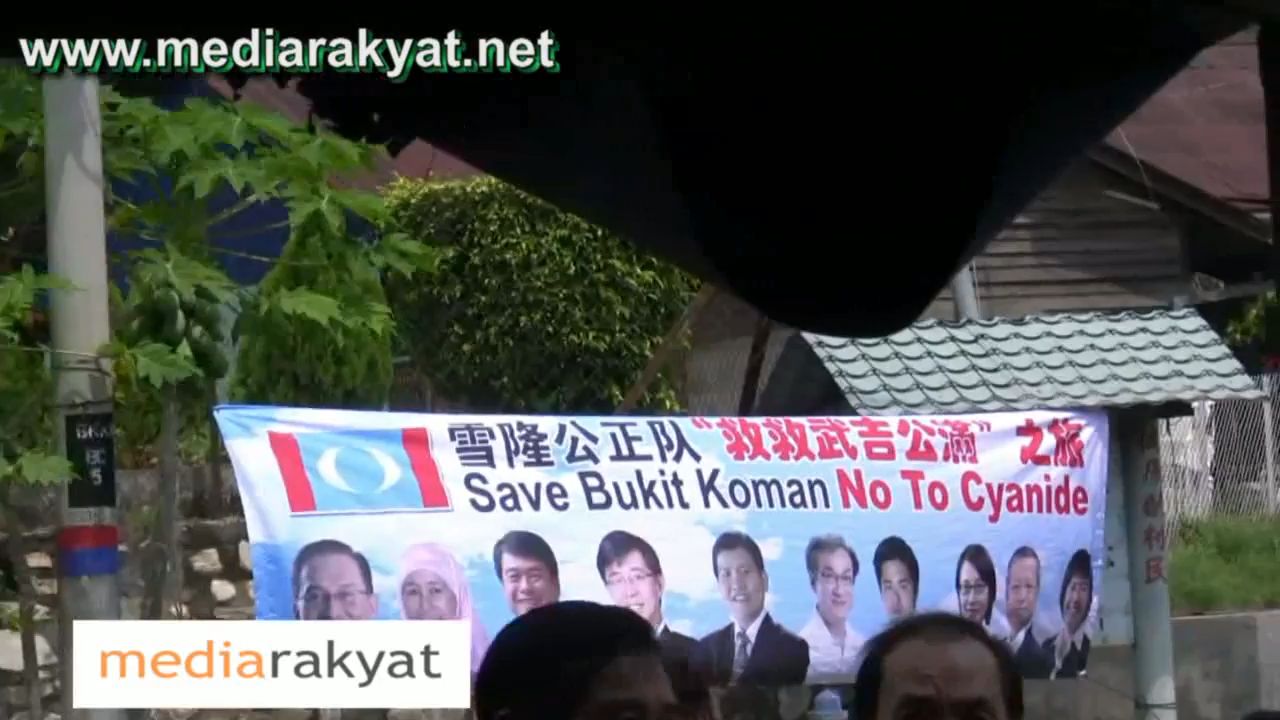 www.mediarakyat.net
雪隆公正队"救救武吉公满" 之旅
Save Bukit Koman No To Cyanide
5
mediarakyat